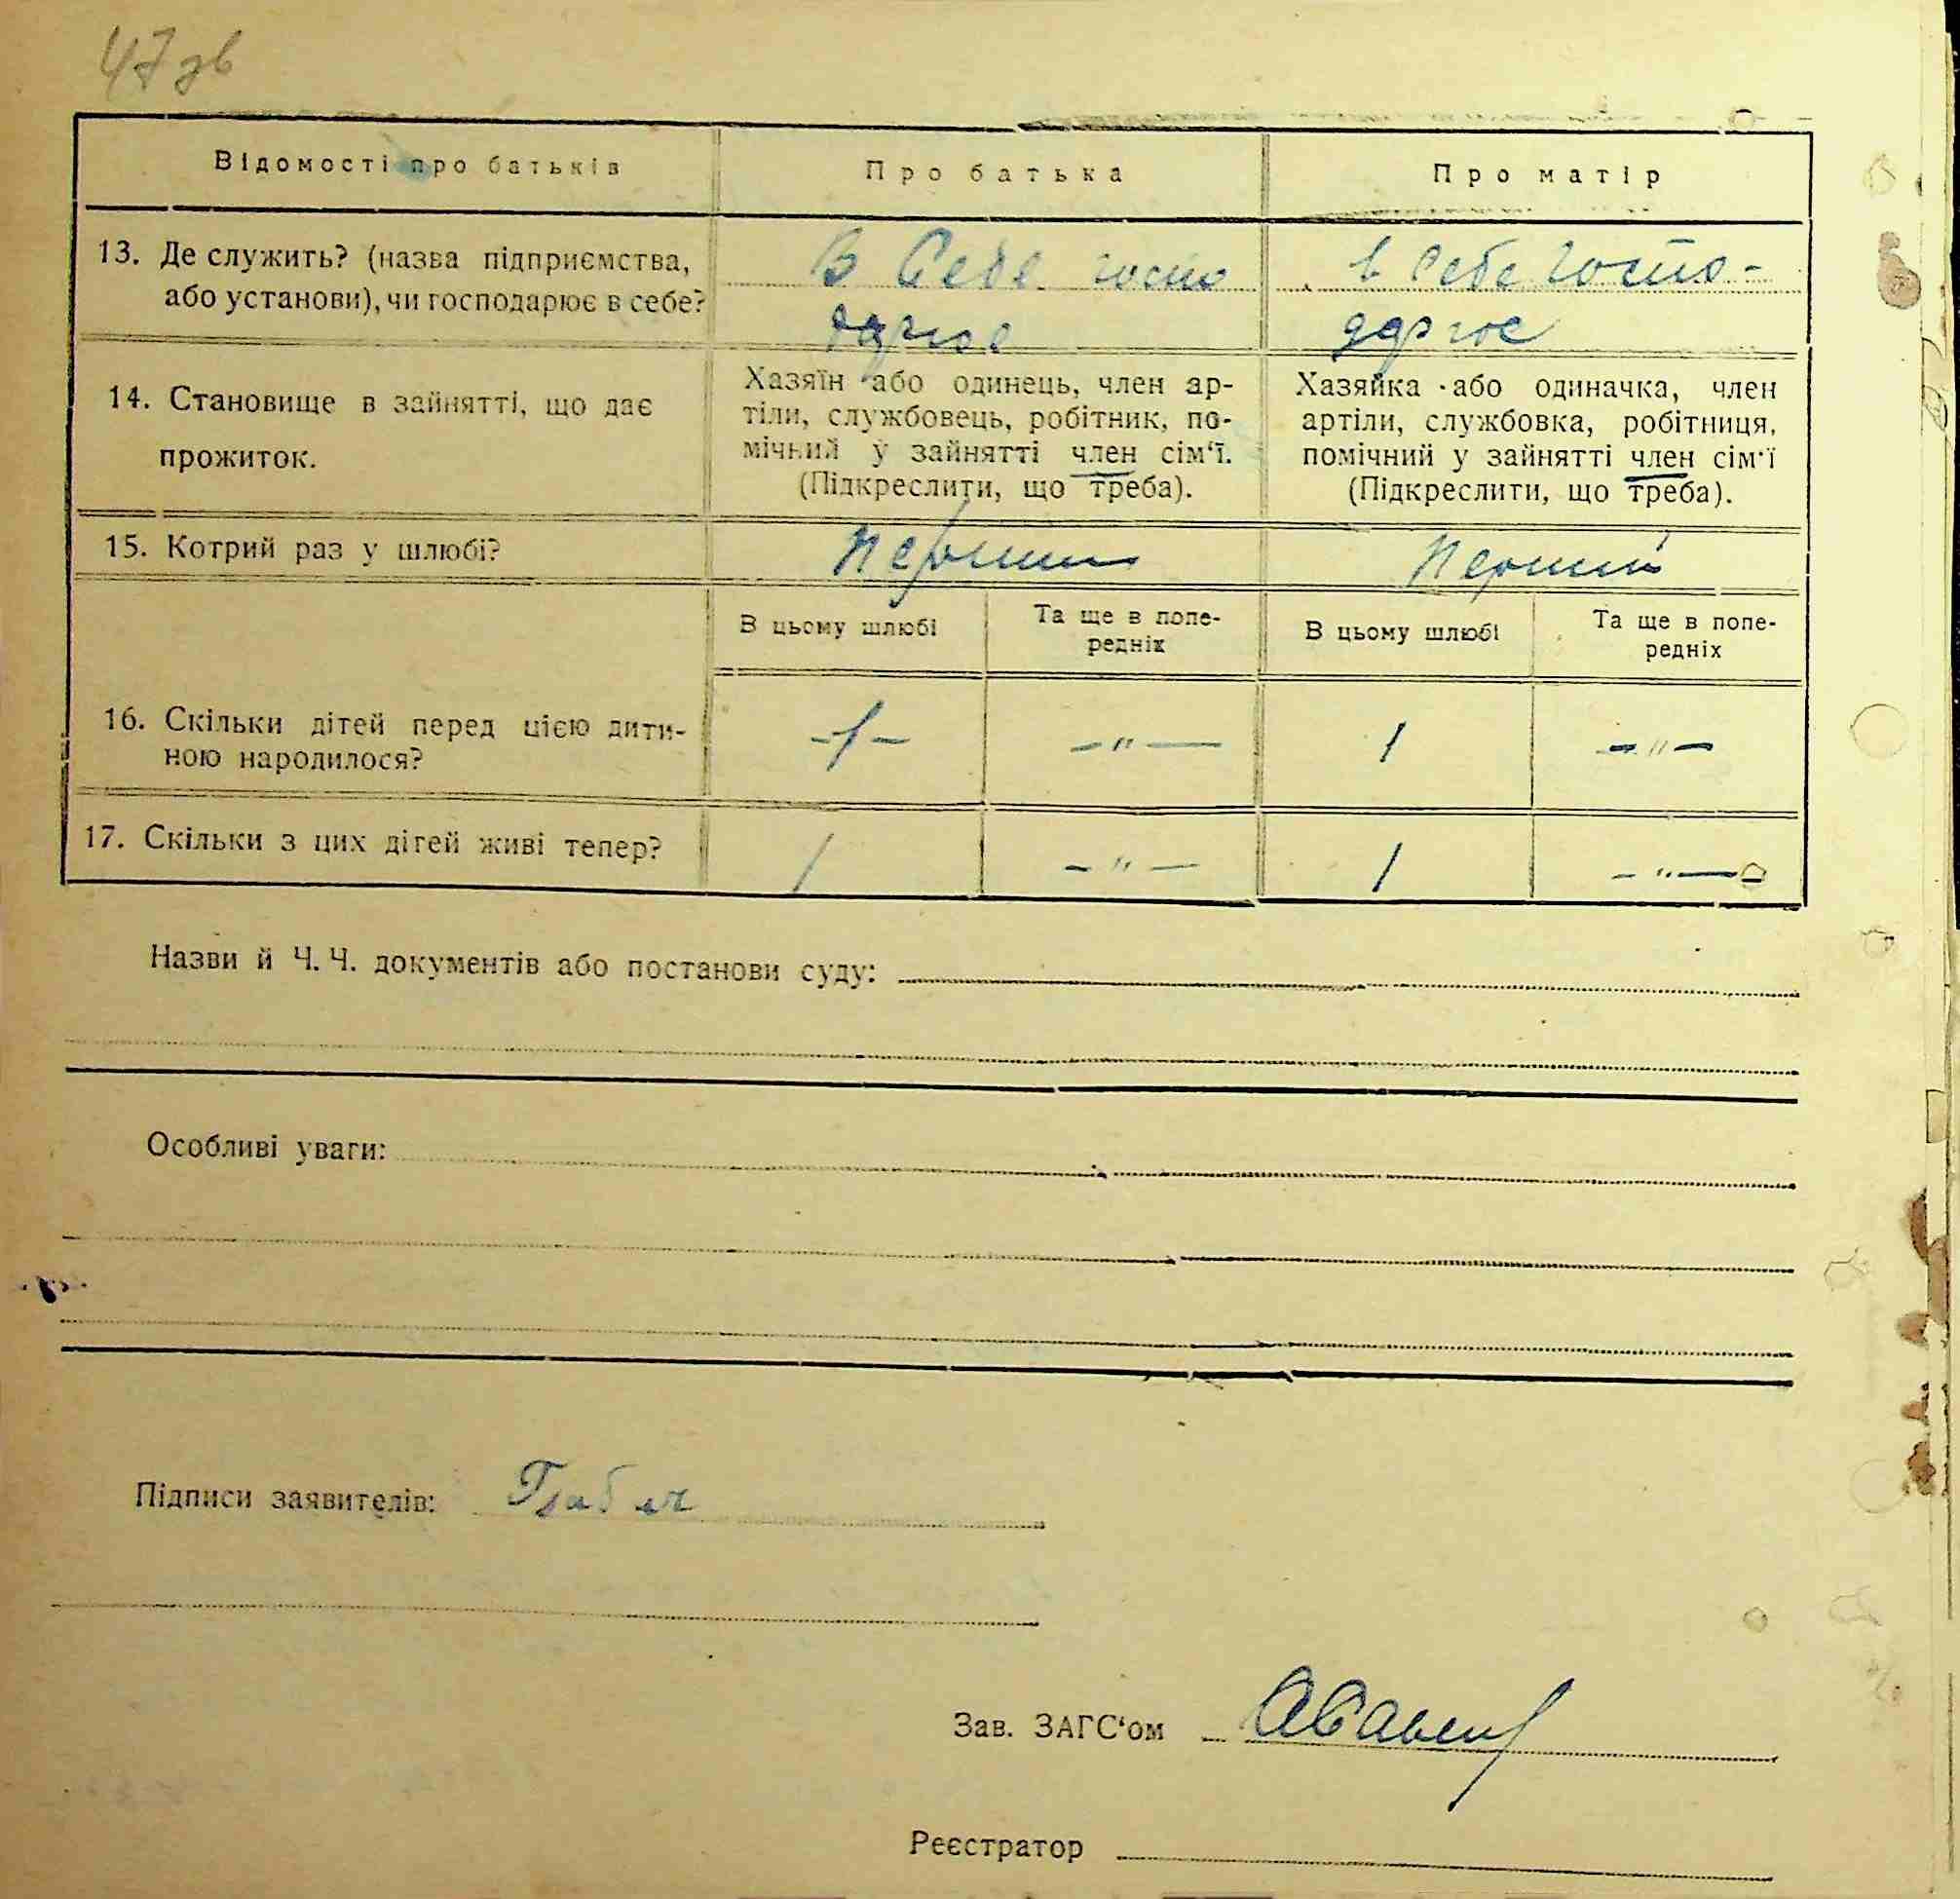 47 зв
Відомості про батьків
Про батька
Про матір
13. Де служить? (назва підприємства,
або установи), чи господарює в себе?
В себе госпо
дарює
в себе госпо-
дарює
14. Становище в зайнятті, що дає
прожиток.
Хазяїн або одинець, член ар-
тіли, службовець, робітник, по-
мічний у зайнятті член сім‘ї.
(Підкреслити, що треба).
Хазяйка або одиначка, член
артіли, службовка, робітниця,
помічний у зайнятті член сім‘ї
(Підкреслити, що треба).
15. Котрий раз у шлюбі?
перший
перший
В цьому шлюбі
Та ще в попе-
редніх
В цьому шлюбі
Та ще в попе-
редніх
16. Скільки дітей перед цією дити-
ною народилося?
-1-
-"-
1
-"-
17. Скільки з цих дітей живі тепер?
1
-"-
1
-"-
Назви й Ч. Ч. документів або постанови суду:
Особливі уваги:
Підписи заявителів:
Зав. ЗАГС‘ом
Реєстратор